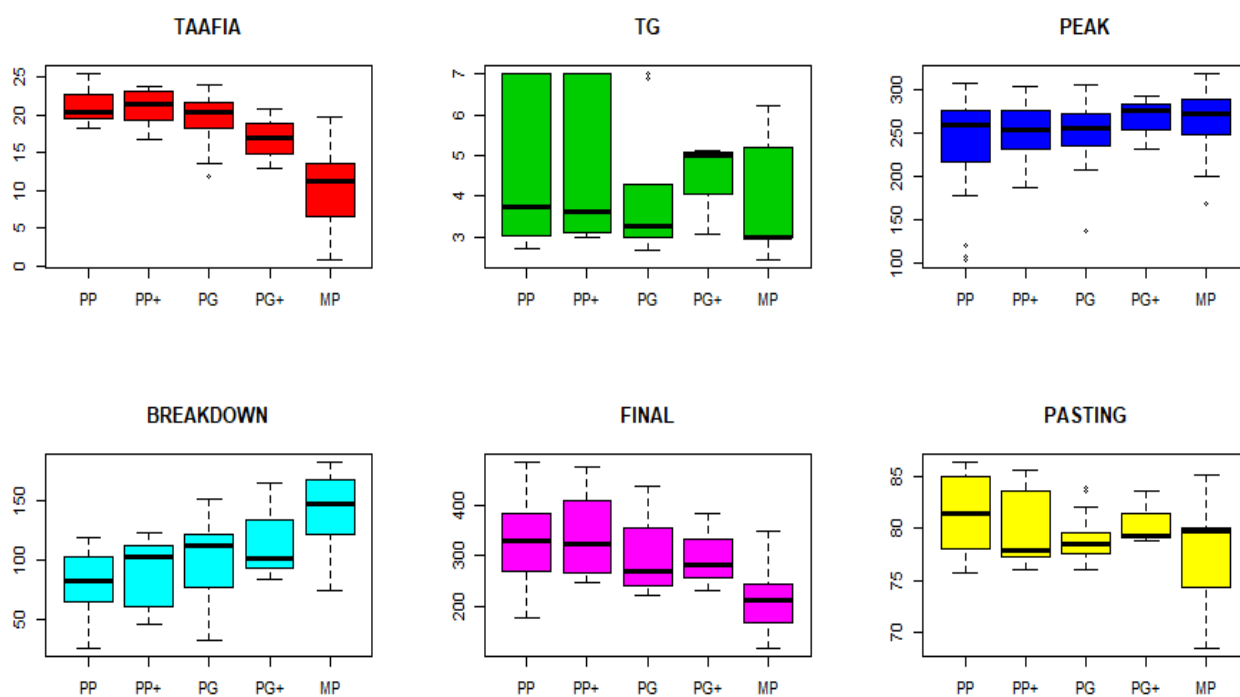 TAAFIA TG PEAK
25 7 300
20 6 250
15 5 200
10 4 150
5 3 100
0
PP PP+ PG PG+ MP PP PP+ PG PG+ MP PP PP+ PG PG+ MP
BREAKDOWN FINAL PASTING
150 400 85
100 300 80
50 200 75
70
PP PP+ PG PG+ MP PP PP+ PG PG+ MP PP PP+ PG PG+ MP